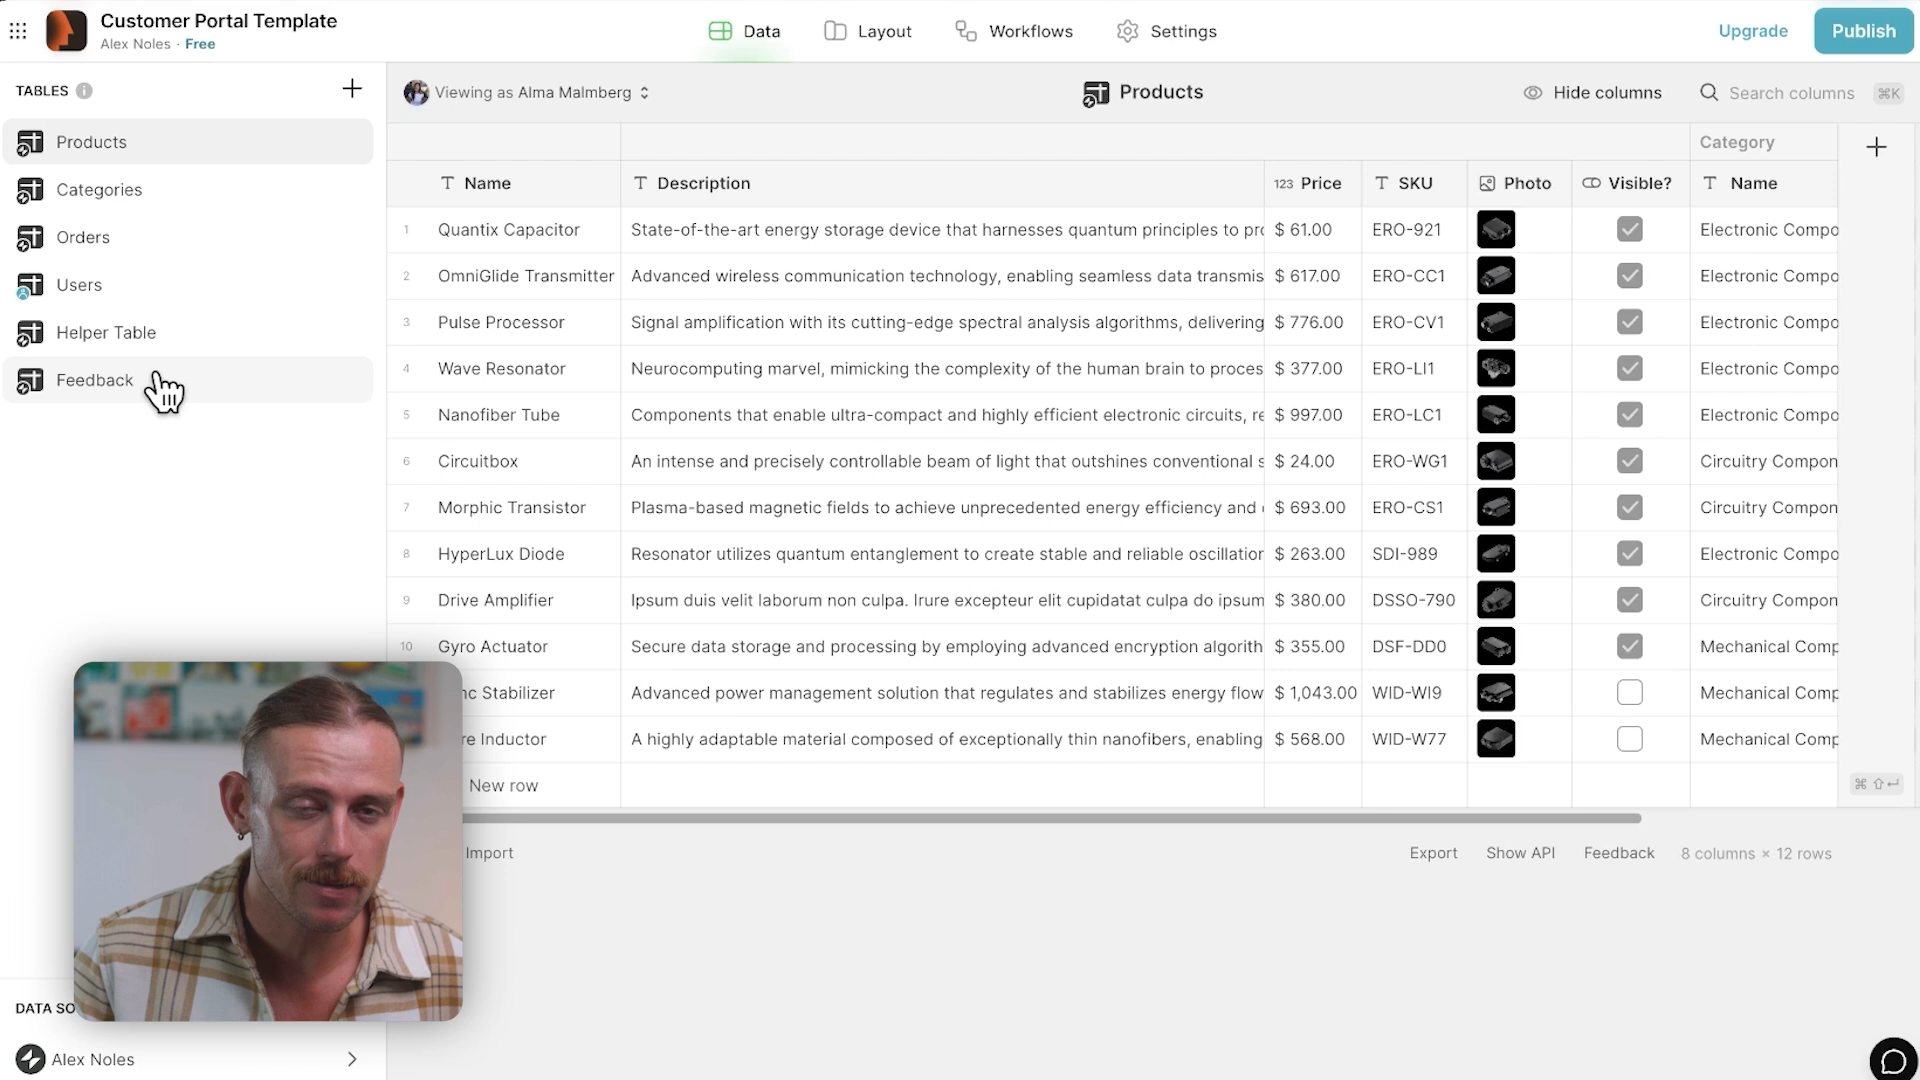 Customer Portal Template
Alex Noles · Free
Data
Layout
Workflows
Settings
Upgrade
Publish
TABLES
Products
Categories
Orders
Users
Helper Table
Feedback
Viewing as Alma Malmberg
Products
Hide columns
Search columns
⌘K
Category
Name
Description
123 Price
SKU
Photo
Visible?
Name
1 Quantix Capacitor State-of-the-art energy storage device that harnesses quantum principles to pr $ 61.00 ERO-921 Electronic Compo
2 OmniGlide Transmitter Advanced wireless communication technology, enabling seamless data transmis $ 617.00 ERO-CC1 Electronic Compo
3 Pulse Processor Signal amplification with its cutting-edge spectral analysis algorithms, delivering $ 776.00 ERO-CV1 Electronic Compo
4 Wave Resonator Neurocomputing marvel, mimicking the complexity of the human brain to proces $ 377.00 ERO-LI1 Electronic Compo
5 Nanofiber Tube Components that enable ultra-compact and highly efficient electronic circuits, re $ 997.00 ERO-LC1 Electronic Compo
6 Circuitbox An intense and precisely controllable beam of light that outshines conventional s $ 24.00 ERO-WG1 Circuitry Compon
7 Morphic Transistor Plasma-based magnetic fields to achieve unprecedented energy efficiency and $ 693.00 ERO-CS1 Circuitry Compon
8 HyperLux Diode Resonator utilizes quantum entanglement to create stable and reliable oscillation $ 263.00 SDI-989 Electronic Compo
9 Drive Amplifier Ipsum duis velit laborum non culpa. Irure excepteur elit cupidatat culpa do ipsum $ 380.00 DSSO-790 Circuitry Compon
10 Gyro Actuator Secure data storage and processing by employing advanced encryption algorith $ 355.00 DSF-DD0 Mechanical Comp
nc Stabilizer Advanced power management solution that regulates and stabilizes energy flow $ 1,043.00 WID-WI9 Mechanical Comp
re Inductor A highly adaptable material composed of exceptionally thin nanofibers, enabling $ 568.00 WID-W77 Mechanical Comp
New row
⌘ ⇧ ↵
Import
Export
Show API
Feedback
8 columns × 12 rows
DATA SO
Alex Noles